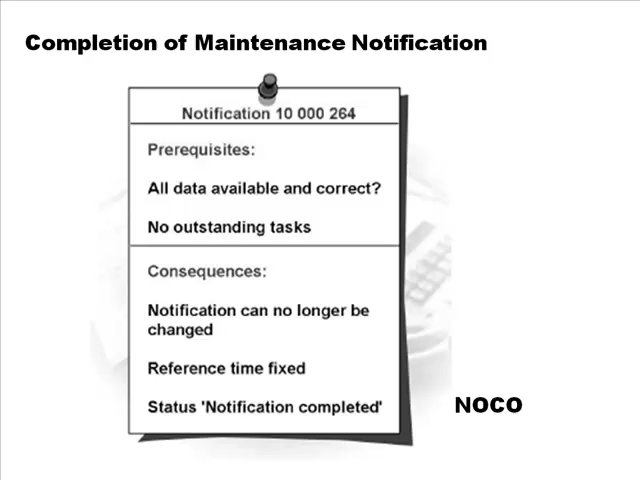 Completion of Maintenance Notification
Notification 10 000 264
Prerequisites:
All data available and correct?
No outstanding tasks
Consequences:
Notification can no longer be
changed
Reference time fixed
Status 'Notification completed'
NOCO